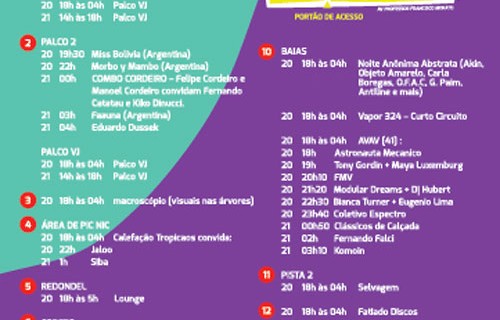 20 18h às 04h Palco VJ
21 14h às 18h Palco VJ
2 PALCO 2
20 19h30 Miss Bolivia (Argentina)
20 22h Morbo y Mambo (Argentina)
21 00h COMBO CORDEIRO - Felipe Cordeiro e
Manoel Cordeiro convidam Fernando
Catatau e Kiko Dinucci.
21 03h Faauna (Argentina)
21 04h Eduardo Dussek
PALCO VJ
20 18h às 04h Palco VJ
21 14h às 18h Palco VJ
3 20 18h às 04h macroscópio (visuais nas árvores)
4 ÁREA DE PIC NIC
20 18h às 04h Calefação Tropicaos convida:
20 22h Jaloo
21 1h Siba
5 REDONDEL
20 18h às 5h Lounge
PORTÃO DE ACESSO
10 BAIAS
20 18h às 04h Noite Anônima Abstrata (Akin,
Objeto Amarelo, Carla
Boregas, O.F.A.C, G. Paim,
Antiline e mais)
20 18h às 04h Vapor 324 - Curto Circuito
20 18h às 04h AVAV [41] :
20 18h Astronauta Mecanico
20 19h Tony Gordin + Maya Luxemburg
20 20h10 FMV
20 21h20 Modular Dreams + DJ Hubert
20 22h30 Bianca Turner + Eugenio Lima
20 23h40 Coletivo Espectro
21 00h50 Clássicos de Calçada
21 02h Fernando Falci
21 03h10 Komoin
11 PISTA 2
20 18h às 04h Selvagem
12 20 18h às 04h Fatiado Discos